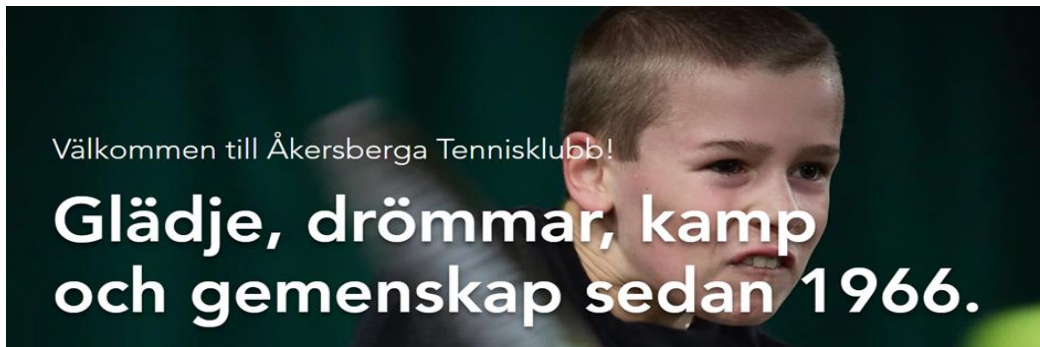 Välkommen till Åkersberga Tennisklubb!
Glädje, drömmar, kamp
och gemenskap sedan 1966.